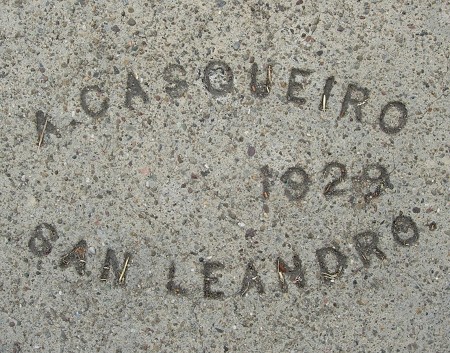 A. CASQUEIRO
1929
SAN LEANDRO